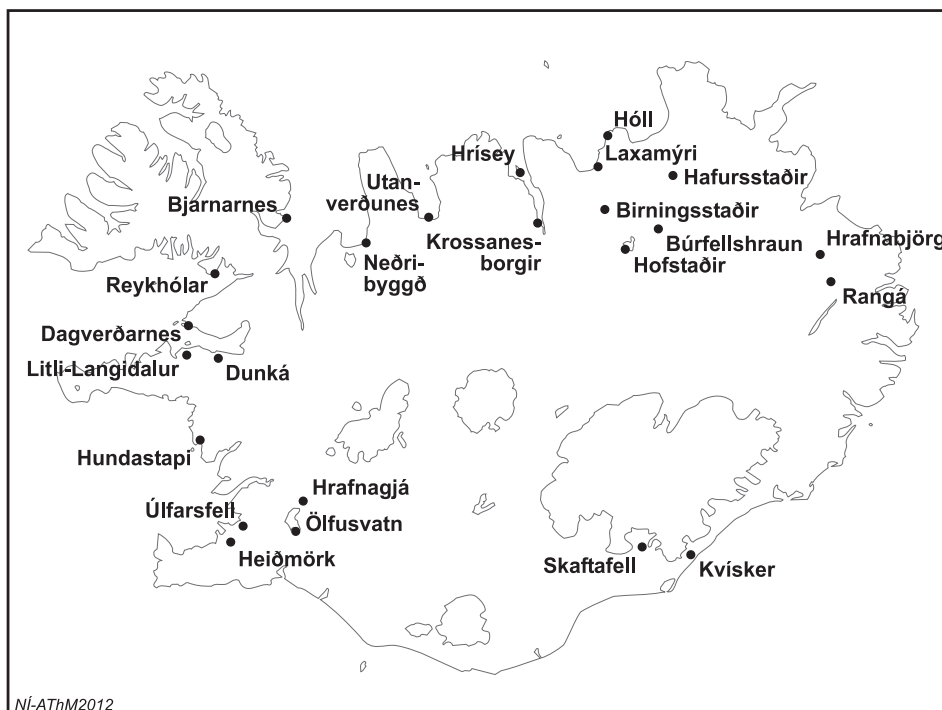 Hóll
Laxamýri
Hrísey
Hafursstaðir
Utan-
verðunes
Bjarnarnes
Birningsstaðir
Búrfellshraun
Krossanes-
borgir
Hrafnabjörg
Hofstaðir
Neðri-
byggð
Reykhólar
Rangá
Dagverðarnes
Litli-Langidalur
Dunká
Hundastapi
Hrafnagjá
Úlfarsfell
Ölfusvatn
Heiðmörk
Skaftafell
Kvísker
NÍ-AThM2012